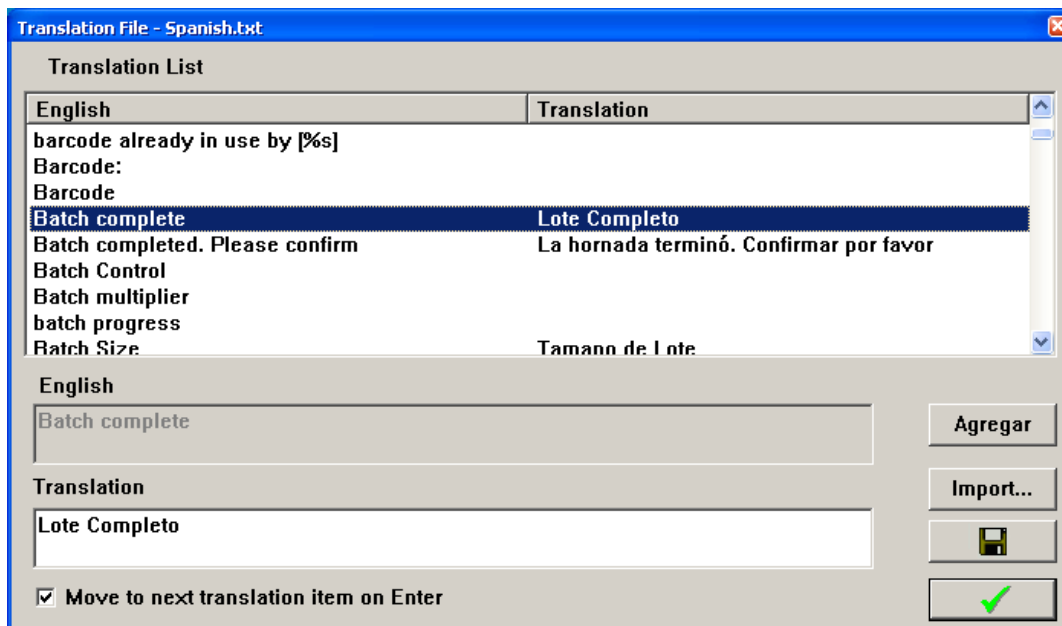 Translation File - Spanish.txt
Translation List
English Translation
barcode already in use by [%s]
Barcode:
Barcode
Batch complete Lote Completo
Batch completed. Please confirm La hornada terminó. Confirmar por favor
Batch Control
Batch multiplier
batch progress
Batch Size Tamano de Lote
English
Batch complete
Agregar
Translation
Import...
Lote Completo
Move to next translation item on Enter